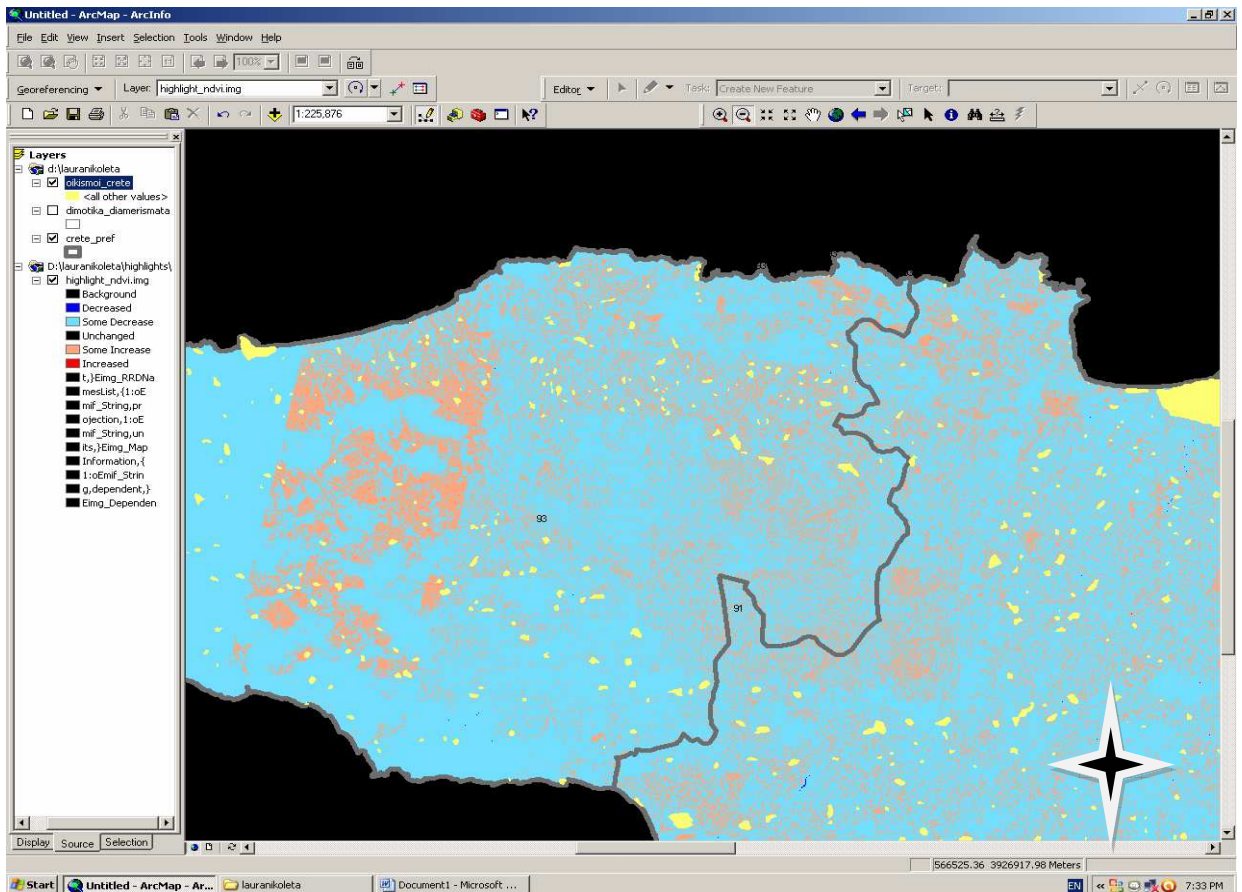 Untitled - ArcMap - ArcInfo
File Edit View Insert Selection Tools Window Help
100%
Georeferencing Layer: highlight_ndvi.img Editor Task: Create New Feature Target:
1:225,876
Layers
d:\lauranikoleta
oikismoi_crete
<all other values>
dimotika_diamerismata
crete_pref
D:\lauranikoleta\highlights\
highlight_ndvi.img
Background
Decreased
Some Decrease
Unchanged
Some Increase
Increased
t,}Eimg_RRDNa
mesList,{1:oE
mif_String,pr
ojection,1:oE
mif_String,un
its,}Eimg_Map
Information,{
1:oEmif_Strin
g,dependent,}
Eimg_Dependen
93
91
Display Source Selection
566525.36 3926917.98 Meters
Start Untitled - ArcMap - Ar... lauranikoleta Document1 - Microsoft ... EN « 7:33 PM